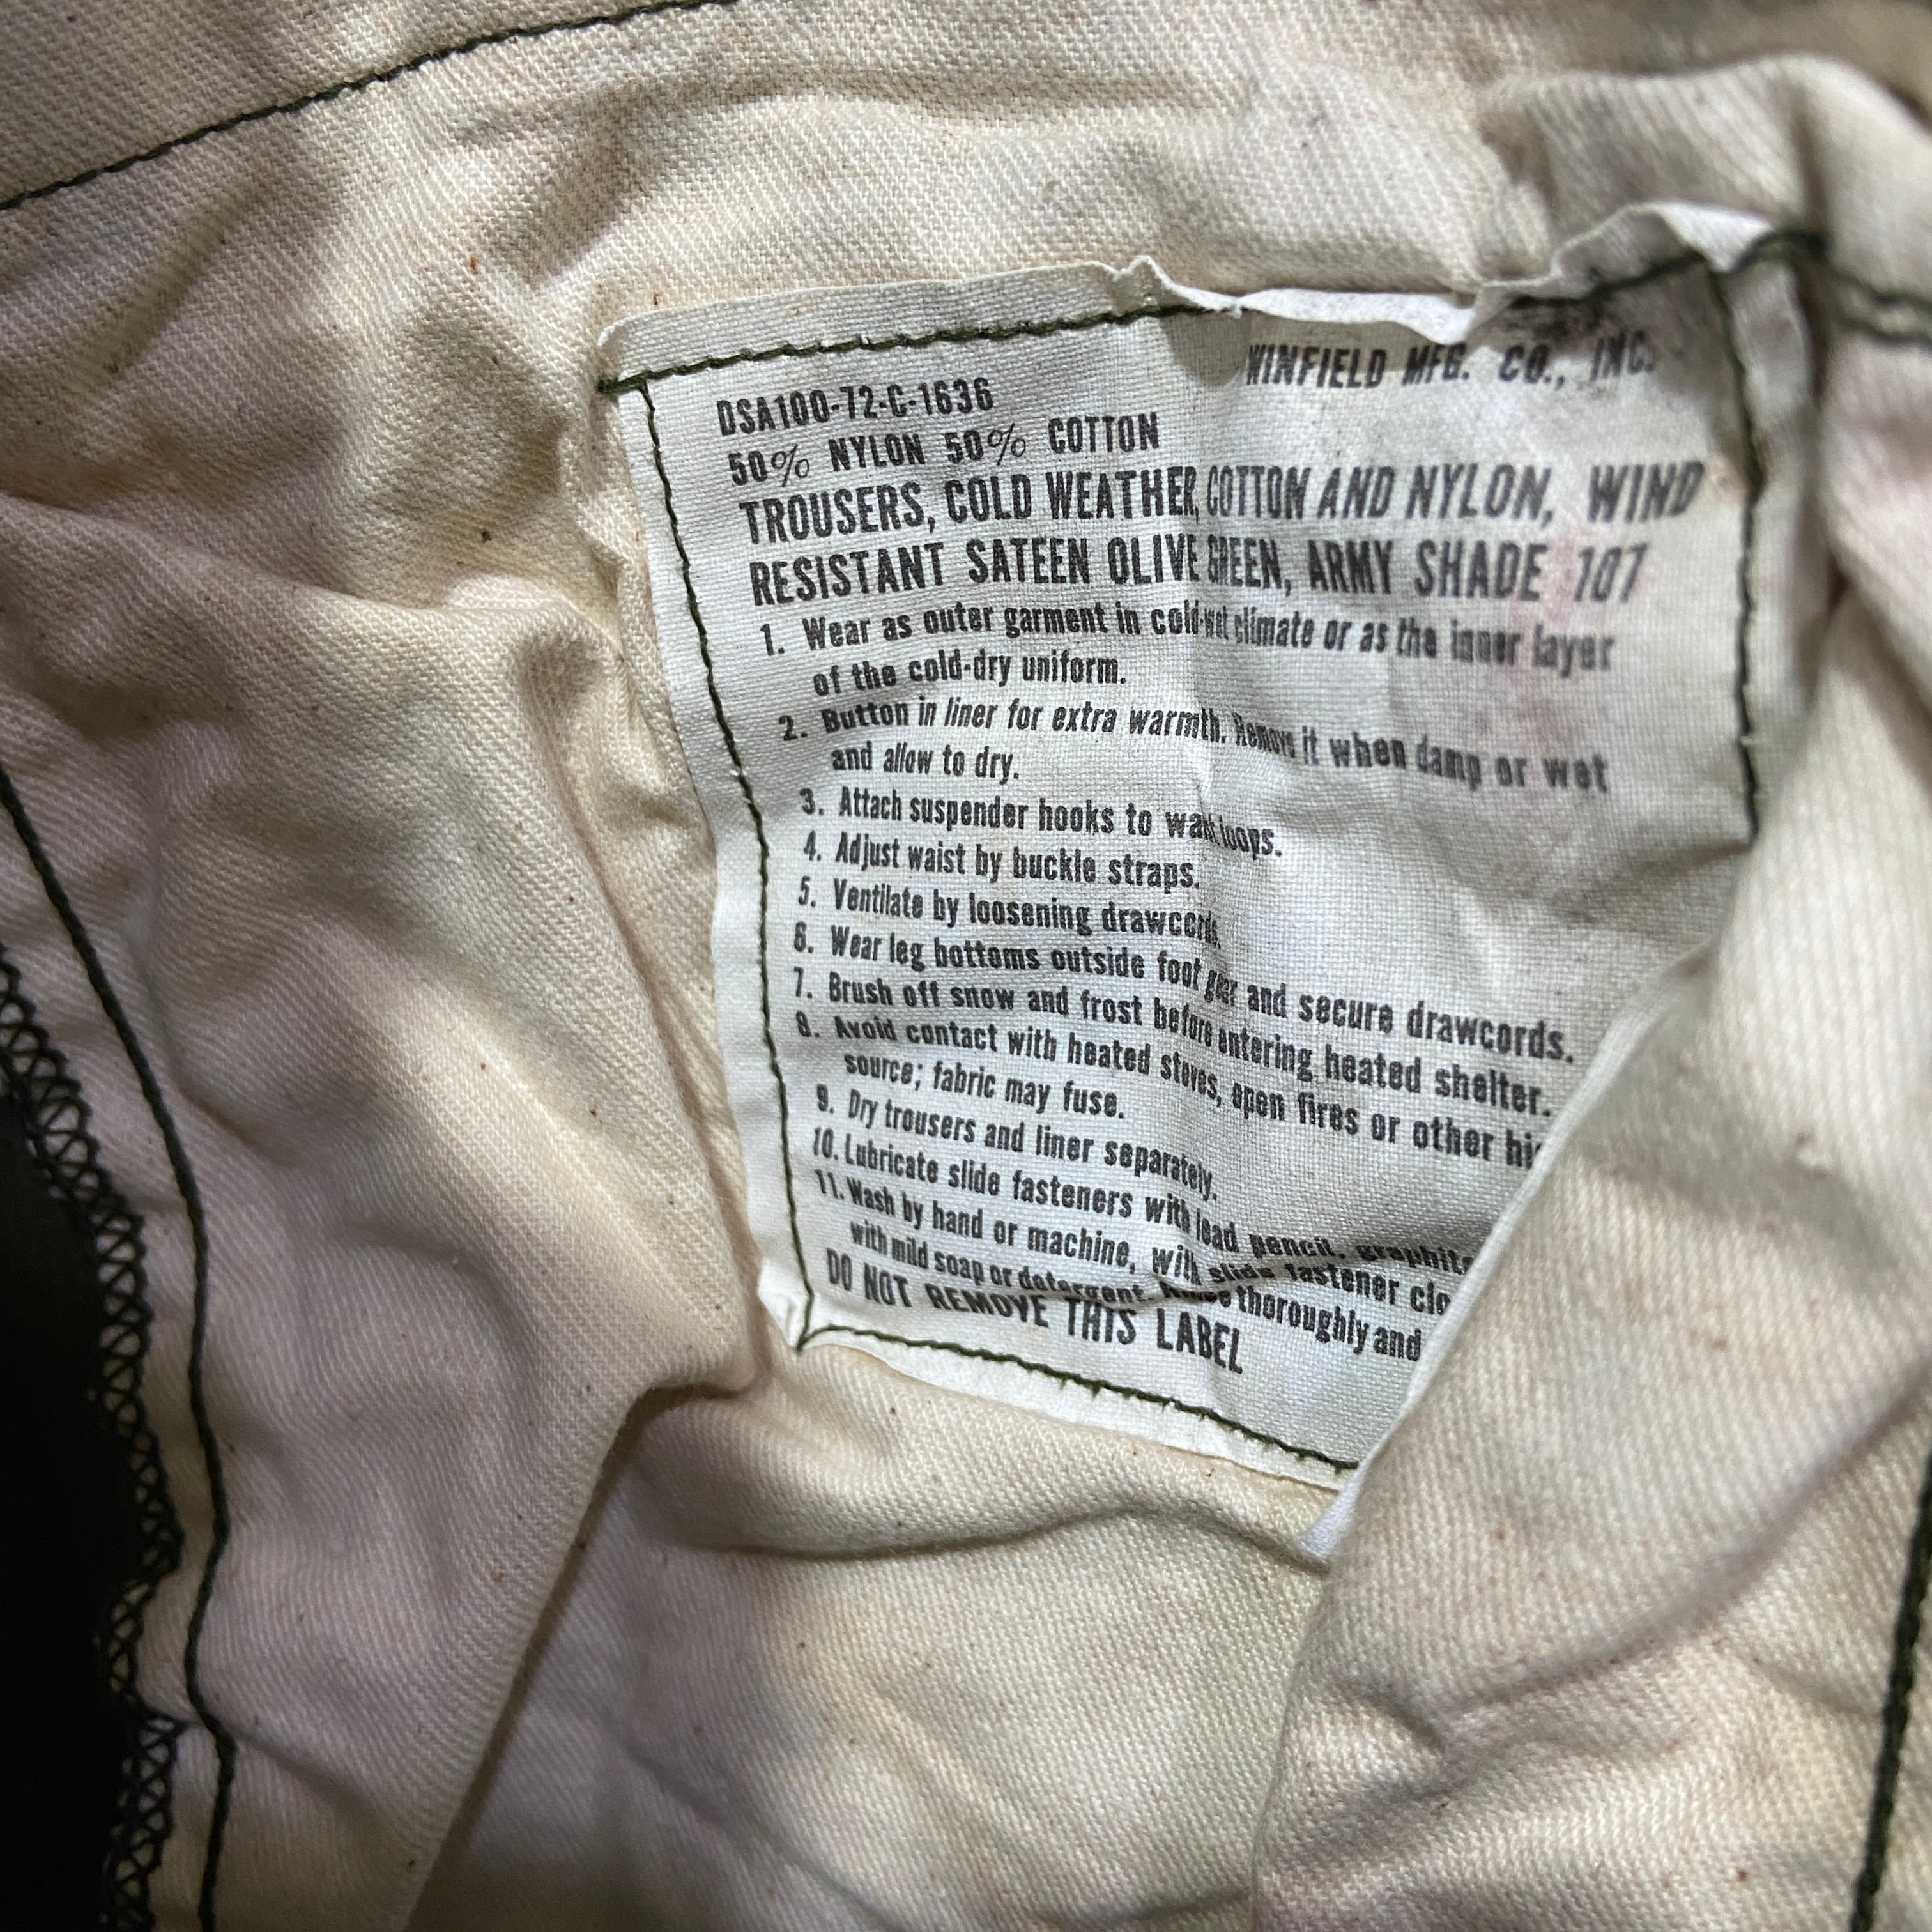 DSA100-72-C-1636 WINFIELD MFG. CO., INC.
50% NYLON 50% COTTON
TROUSERS, COLD WEATHER, COTTON AND NYLON, WIND
RESISTANT SATEEN OLIVE GREEN, ARMY SHADE 107
1. Wear as outer garment in cold-wet climate or as the inner layer
of the cold-dry uniform.
2. Button in liner for extra warmth. Remove it when damp or wet
and allow to dry.
3. Attach suspender hooks to waist loops.
4. Adjust waist by buckle straps.
5. Ventilate by loosening drawcords.
6. Wear leg bottoms outside foot gear and secure drawcords.
7. Brush off snow and frost before entering heated shelter.
8. Avoid contact with heated stoves, open fires or other
source; fabric may fuse.
9. Dry trousers and liner separately.
10. Lubricate slide fasteners with lead pencil, graphite
11. Wash by hand or machine, with slide fastener clo
with mild soap or detergent. Rinse thoroughly and
DO NOT REMOVE THIS LABEL